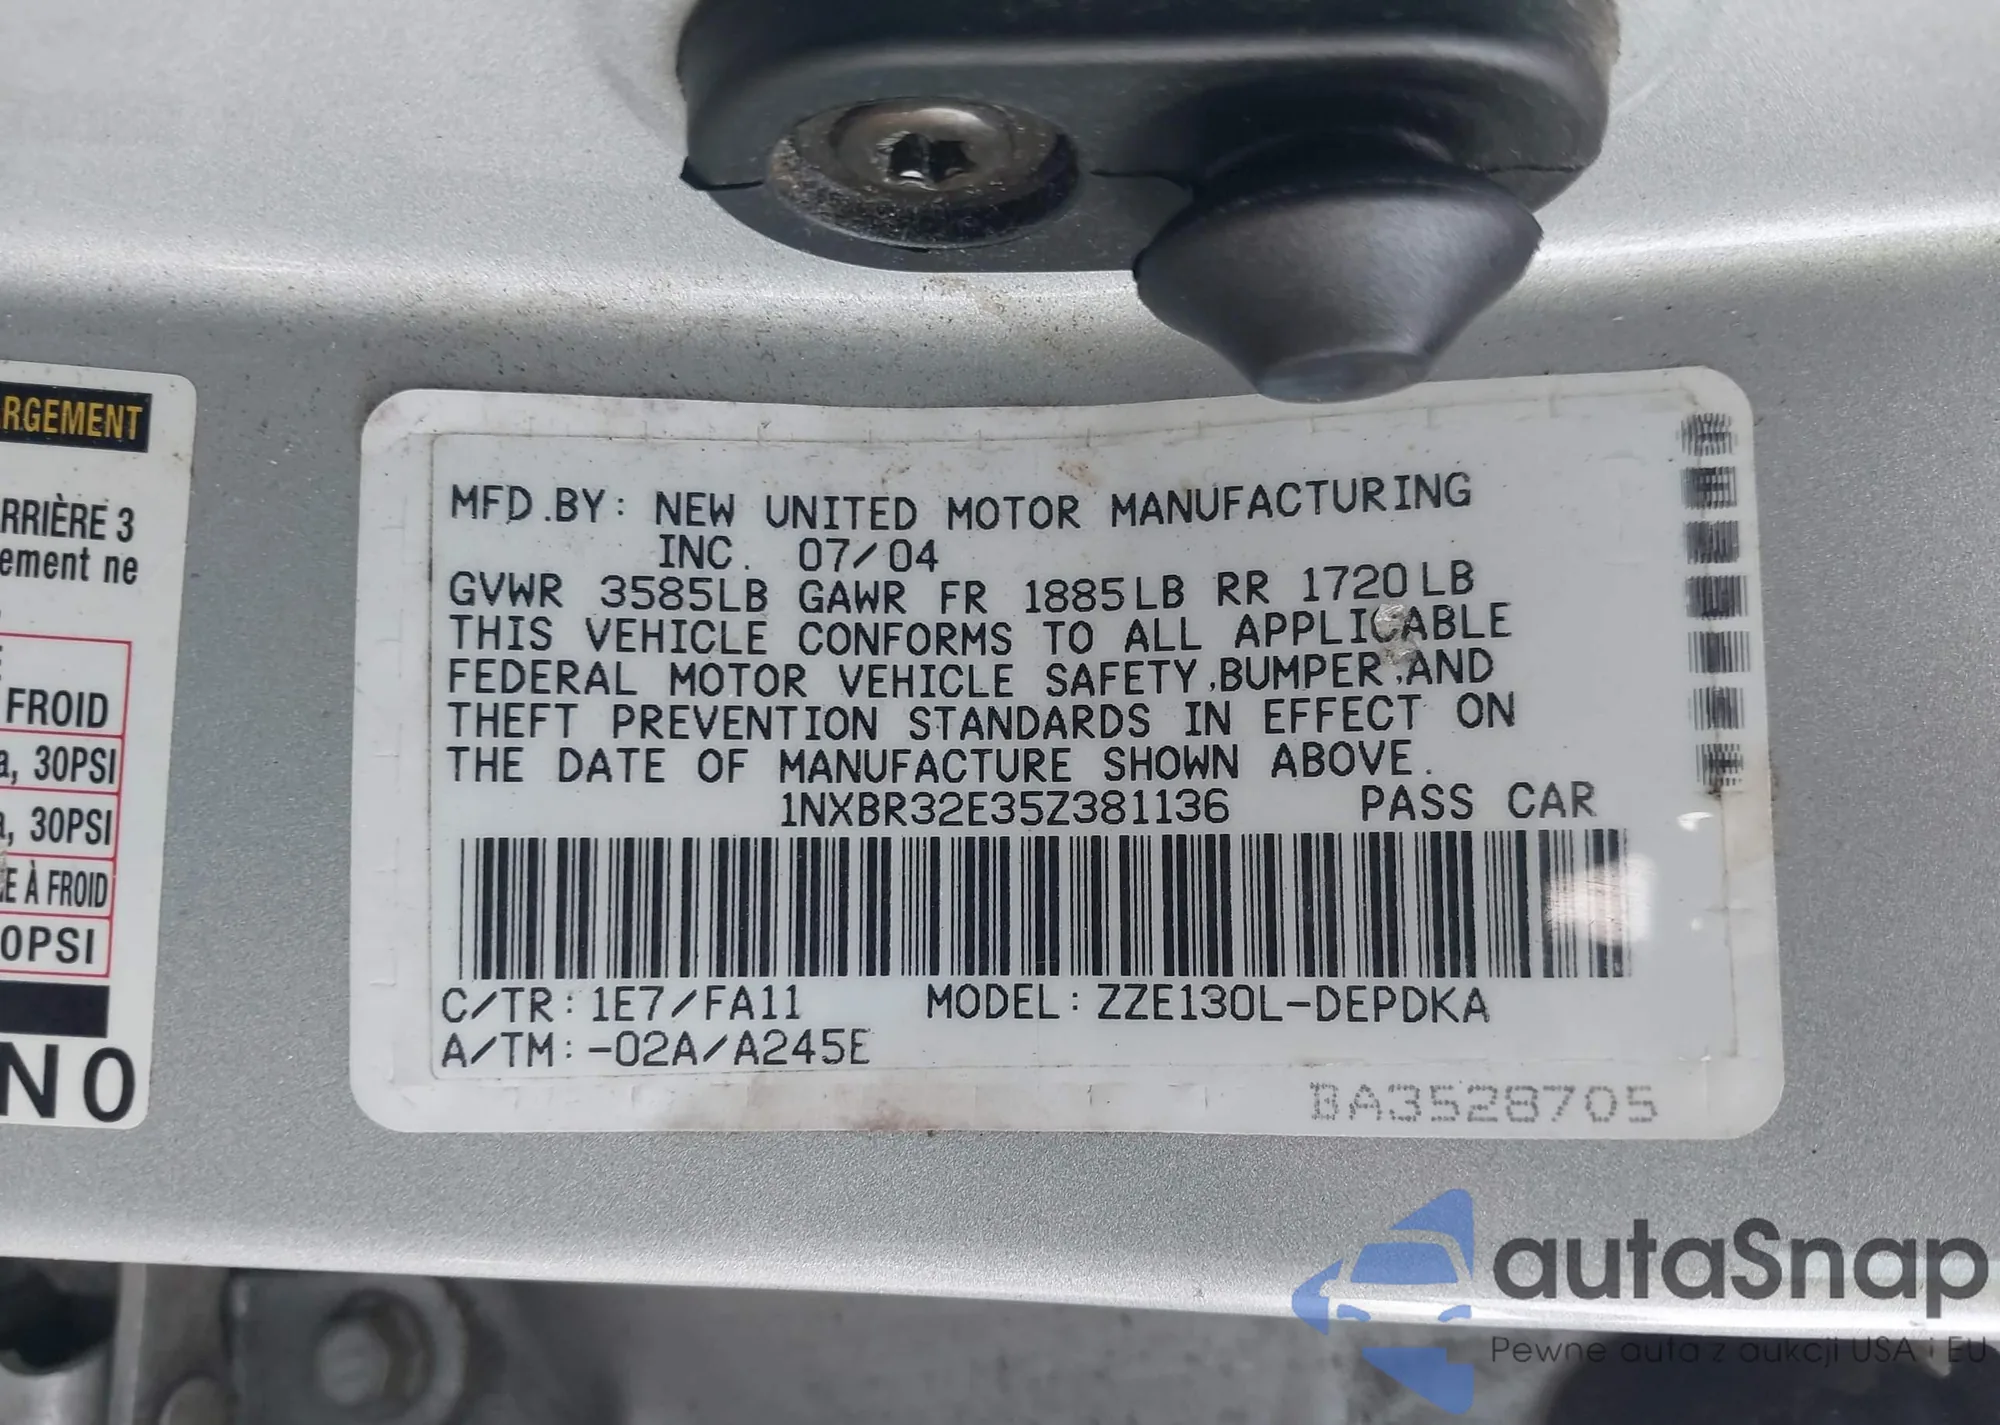 RGEMENT
RRIÈRE 3
ement ne
FROID
a, 30PSI
a, 30PSI
E À FROID
0PSI
N 0
MFD.BY: NEW UNITED MOTOR MANUFACTURING
INC. 07/04
GVWR 3585LB GAWR FR 1885LB RR 1720LB
THIS VEHICLE CONFORMS TO ALL APPLICABLE
FEDERAL MOTOR VEHICLE SAFETY,BUMPER,AND
THEFT PREVENTION STANDARDS IN EFFECT ON
THE DATE OF MANUFACTURE SHOWN ABOVE.
1NXBR32E35Z381136 PASS CAR
C/TR: 1E7/FA11 MODEL: ZZE130L-DEPDKA
A/TM: -02A/A245E
BA3528705
autaSnap
Pewne auta z aukcji USA i EU